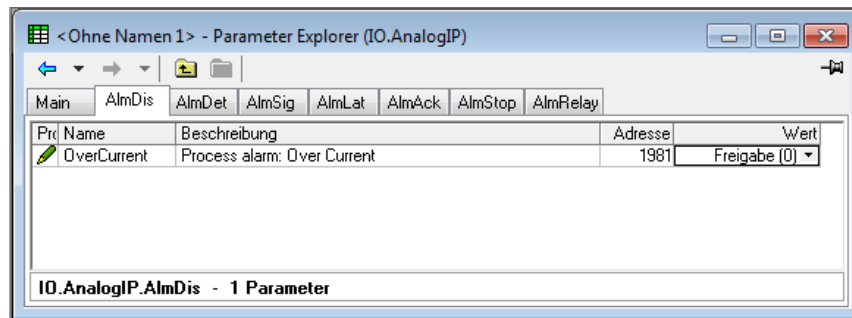 <Ohne Namen 1> - Parameter Explorer (IO.AnalogIP)
Main AlmDis AlmDet AlmSig AlmLat AlmAck AlmStop AlmRelay
Pro Name Beschreibung Adresse Wert
OverCurrent Process alarm: Over Current 1981 Freigabe (0)
IO.AnalogIP.AlmDis - 1 Parameter